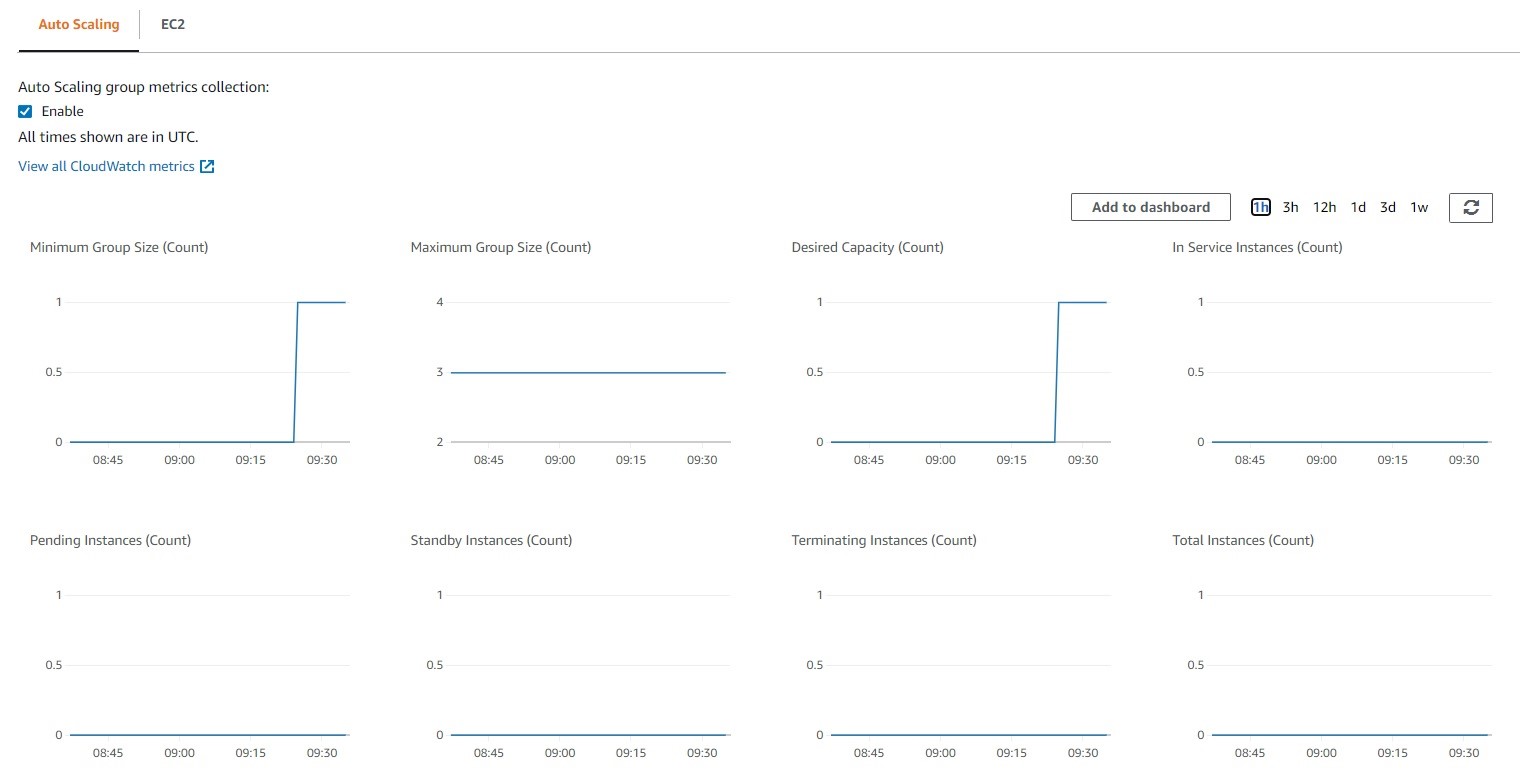 Auto Scaling
EC2
Auto Scaling group metrics collection:
Enable
All times shown are in UTC.
View all CloudWatch metrics
Add to dashboard
1h 3h 12h 1d 3d 1w
Minimum Group Size (Count)
1
0.5
0
08:45 09:00 09:15 09:30
Maximum Group Size (Count)
4
3
2
08:45 09:00 09:15 09:30
Desired Capacity (Count)
1
0.5
0
08:45 09:00 09:15 09:30
In Service Instances (Count)
1
0.5
0
08:45 09:00 09:15 09:30
Pending Instances (Count)
1
0.5
0
08:45 09:00 09:15 09:30
Standby Instances (Count)
1
0.5
0
08:45 09:00 09:15 09:30
Terminating Instances (Count)
1
0.5
0
08:45 09:00 09:15 09:30
Total Instances (Count)
1
0.5
0
08:45 09:00 09:15 09:30